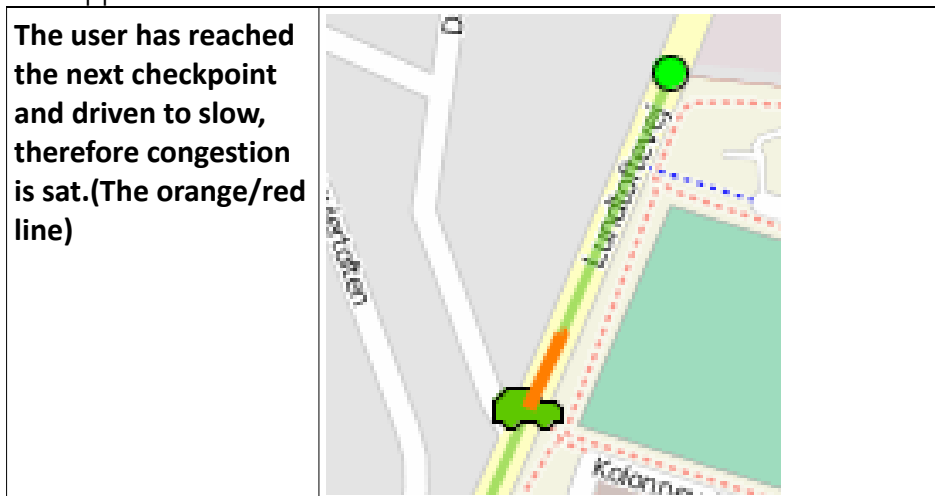 The user has reached
the next checkpoint
and driven to slow,
therefore congestion
is sat.(The orange/red
line)
D
Lundtoftevej